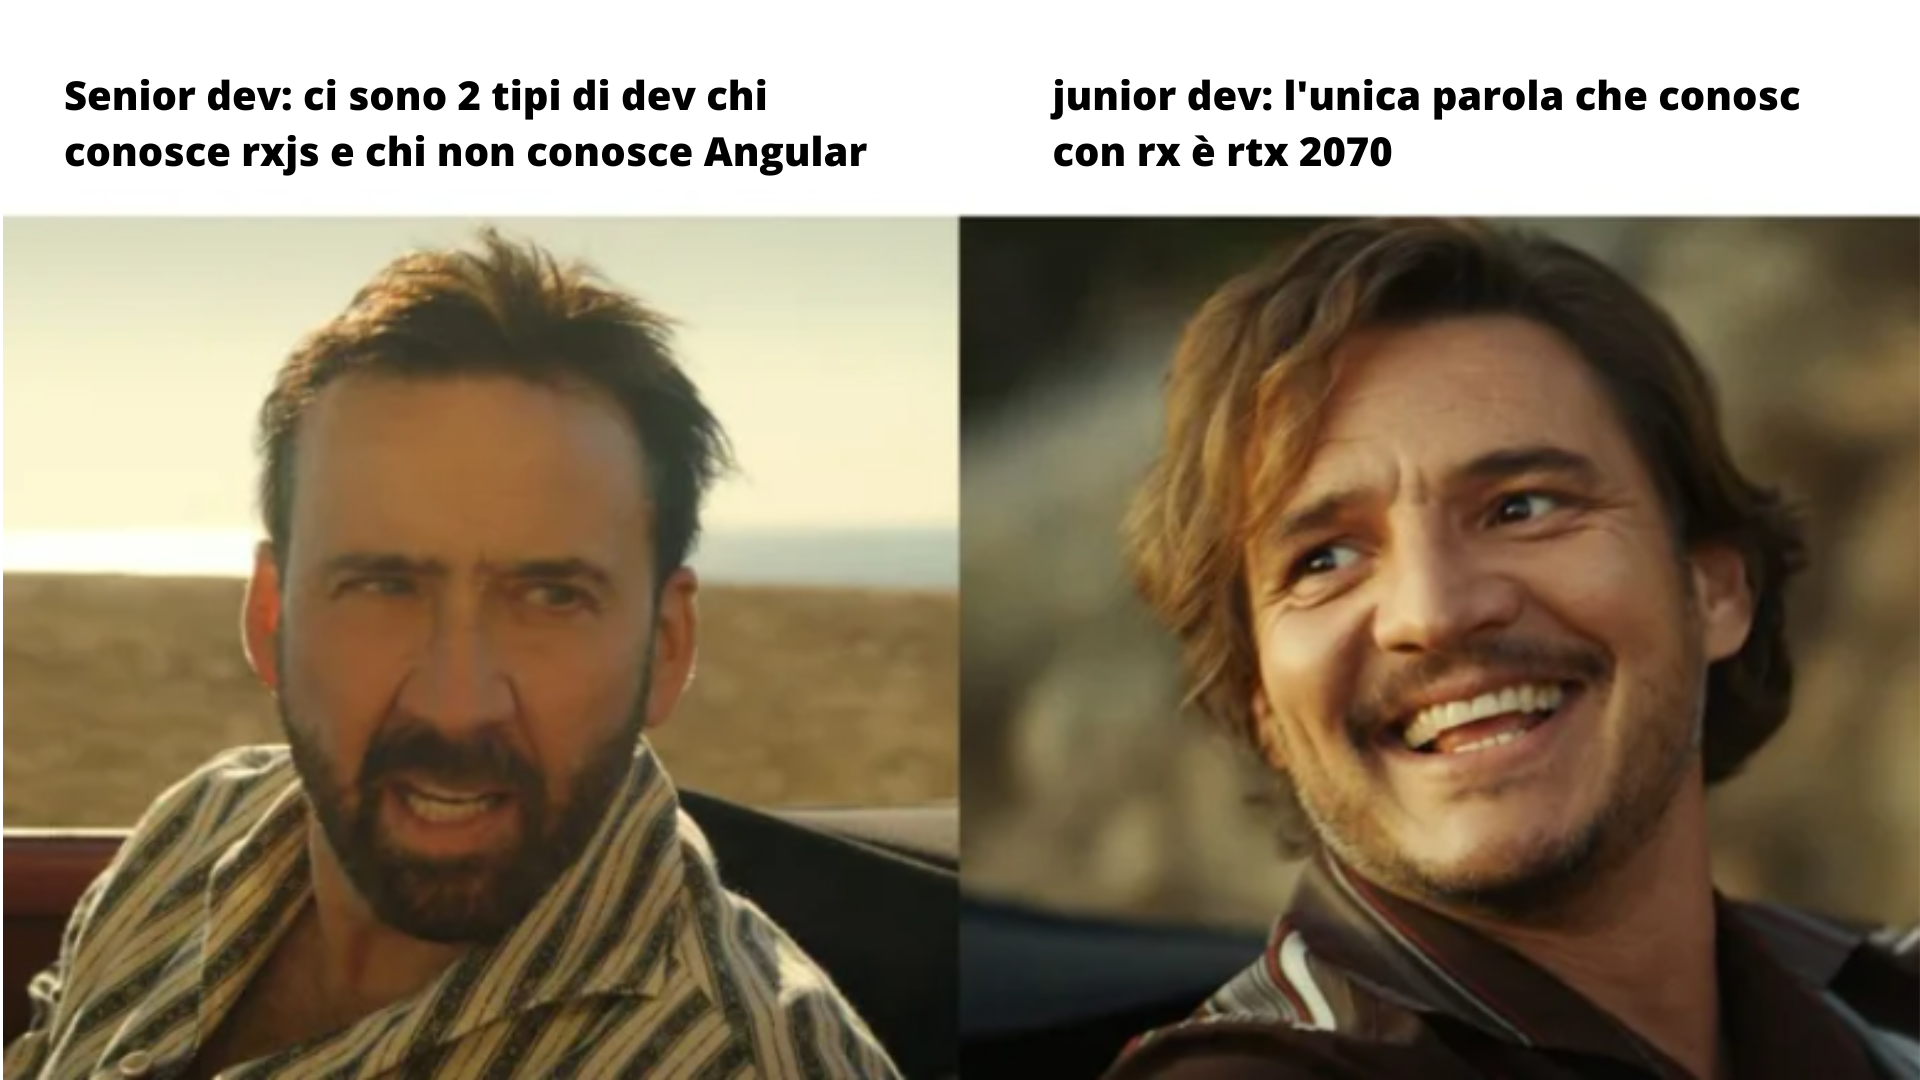 Senior dev: ci sono 2 tipi di dev chi
conosce rxjs e chi non conosce Angular
junior dev: l'unica parola che conosc
con rx è rtx 2070